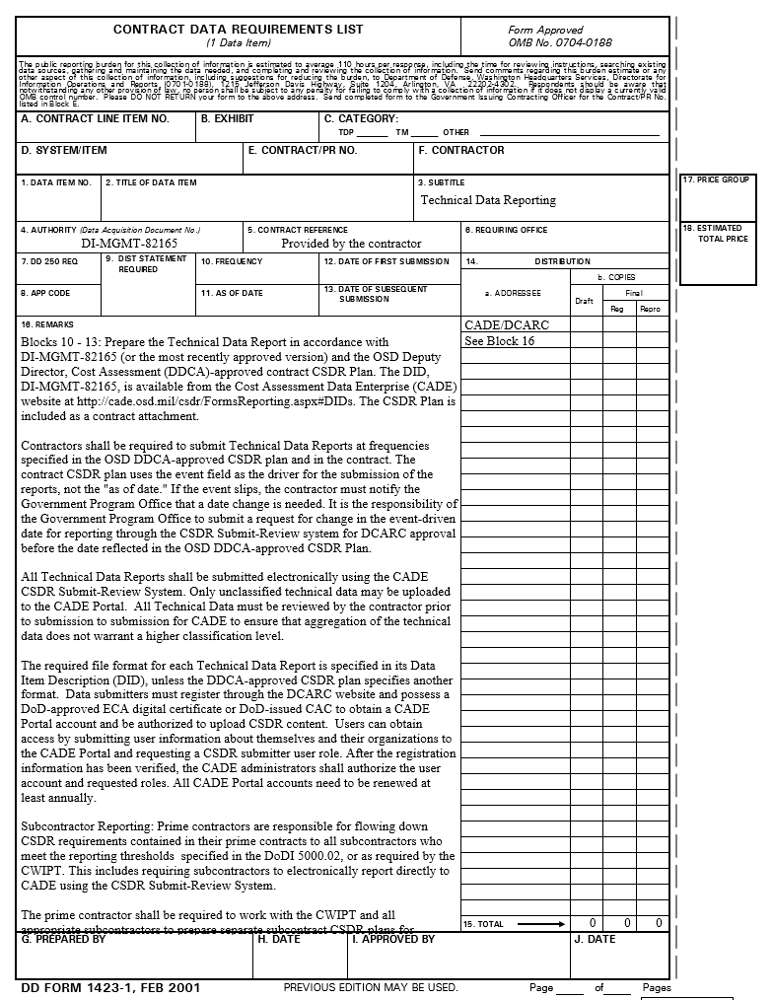 CONTRACT DATA REQUIREMENTS LIST
(1 Data Item)
Form Approved
OMB No. 0704-0188
The public reporting burden for this collection of information is estimated to average 110 hours per response, including the time for reviewing instructions, searching existing
data sources, gathering and maintaining the data needed, and completing and reviewing the collection of information. Send comments regarding this burden estimate or any
other aspect of this collection of information, including suggestions for reducing the burden, to Department of Defense, Washington Headquarters Services, Directorate for
Information Operations and Reports (0701-0188), 1215 Jefferson Davis Highway, Suite 1204, Arlington, VA 22202-4302. Respondents should be aware that
notwithstanding any other provision of law, no person shall be subject to any penalty for failing to comply with a collection of information if it does not display a currently valid
OMB control number. Please DO NOT RETURN your form to the above address. Send completed form to the Government Issuing Contracting Officer for the Contract/PR No.
listed in Block E.
A. CONTRACT LINE ITEM NO.
B. EXHIBIT
C. CATEGORY:
TDP ______ TM ______ OTHER ______
D. SYSTEM/ITEM
E. CONTRACT/PR NO.
F. CONTRACTOR
1. DATA ITEM NO.
2. TITLE OF DATA ITEM
3. SUBTITLE
Technical Data Reporting
17. PRICE GROUP
4. AUTHORITY (Data Acquisition Document No.)
DI-MGMT-82165
5. CONTRACT REFERENCE
Provided by the contractor
6. REQUIRING OFFICE
18. ESTIMATED
TOTAL PRICE
7. DD 250 REQ
9. DIST STATEMENT
REQUIRED
10. FREQUENCY
12. DATE OF FIRST SUBMISSION
14. DISTRIBUTION
8. APP CODE
11. AS OF DATE
13. DATE OF SUBSEQUENT
SUBMISSION
a. ADDRESSEE
b. COPIES
Draft
Final
Reg
Repro
16. REMARKS
Blocks 10 - 13: Prepare the Technical Data Report in accordance with
DI-MGMT-82165 (or the most recently approved version) and the OSD Deputy
Director, Cost Assessment (DDCA)-approved contract CSDR Plan. The DID,
DI-MGMT-82165, is available from the Cost Assessment Data Enterprise (CADE)
website at http://cade.osd.mil/csdr/FormsReporting.aspx#DIDs. The CSDR Plan is
included as a contract attachment.
Contractors shall be required to submit Technical Data Reports at frequencies
specified in the OSD DDCA-approved CSDR plan and in the contract. The
contract CSDR plan uses the event field as the driver for the submission of the
reports, not the "as of date." If the event slips, the contractor must notify the
Government Program Office that a date change is needed. It is the responsibility of
the Government Program Office to submit a request for change in the event-driven
date for reporting through the CSDR Submit-Review system for DCARC approval
before the date reflected in the OSD DDCA-approved CSDR Plan.
All Technical Data Reports shall be submitted electronically using the CADE
CSDR Submit-Review System. Only unclassified technical data may be uploaded
to the CADE Portal.  All Technical Data must be reviewed by the contractor prior
to submission to submission for CADE to ensure that aggregation of the technical
data does not warrant a higher classification level.
The required file format for each Technical Data Report is specified in its Data
Item Description (DID), unless the DDCA-approved CSDR plan specifies another
format.  Data submitters must register through the DCARC website and possess a
DoD-approved ECA digital certificate or DoD-issued CAC to obtain a CADE
Portal account and be authorized to upload CSDR content.  Users can obtain
access by submitting user information about themselves and their organizations to
the CADE Portal and requesting a CSDR submitter user role. After the registration
information has been verified, the CADE administrators shall authorize the user
account and requested roles. All CADE Portal accounts need to be renewed at
least annually.
Subcontractor Reporting: Prime contractors are responsible for flowing down
CSDR requirements contained in their prime contracts to all subcontractors who
meet the reporting thresholds  specified in the DoDI 5000.02, or as required by the
CWIPT. This includes requiring subcontractors to electronically report directly to
CADE using the CSDR Submit-Review System.
The prime contractor shall be required to work with the CWIPT and all
appropriate subcontractors to prepare separate subcontract CSDR plans for
CADE/DCARC
See Block 16
15. TOTAL
0 0 0
G. PREPARED BY
H. DATE
I. APPROVED BY
J. DATE
DD FORM 1423-1, FEB 2001
PREVIOUS EDITION MAY BE USED.
Page ____ of ____ Pages